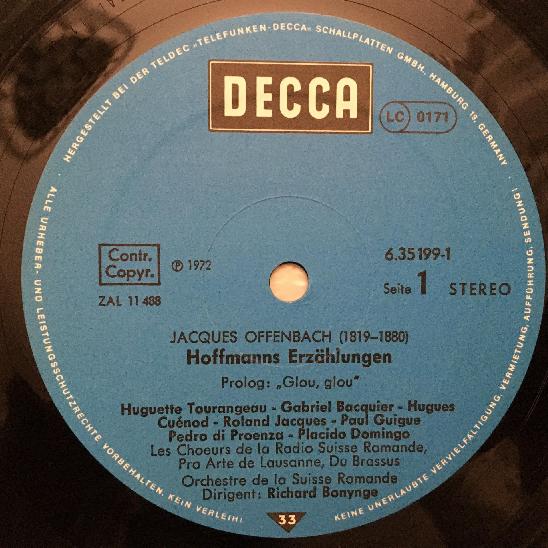 HERGESTELLT BEI DER TELDEC »TELEFUNKEN-DECCA« SCHALLPLATTEN GMBH, HAMBURG 19, GERMANY ·
DECCA
LC 0171
Contr.
Copyr.
℗ 1972
6.35199-1
ZAL 11 488
Seite 1 STEREO
JACQUES OFFENBACH (1819–1880)
Hoffmanns Erzählungen
Prolog: „Glou, glou"
Huguette Tourangeau - Gabriel Bacquier - Hugues
Cuénod - Roland Jacques - Paul Guigue
Pedro di Proenza - Placido Domingo
Les Choeurs de la Radio Suisse Romande,
Pro Arte de Lausanne, Du Brassus
Orchestre de la Suisse Romande
Dirigent: Richard Bonynge
33
· ALLE URHEBER- UND LEISTUNGSSCHUTZRECHTE VORBEHALTEN. KEIN VERLEIH!
KEINE UNERLAUBTE VERVIELFÄLTIGUNG, VERMIETUNG, AUFFÜHRUNG, SENDUNG!